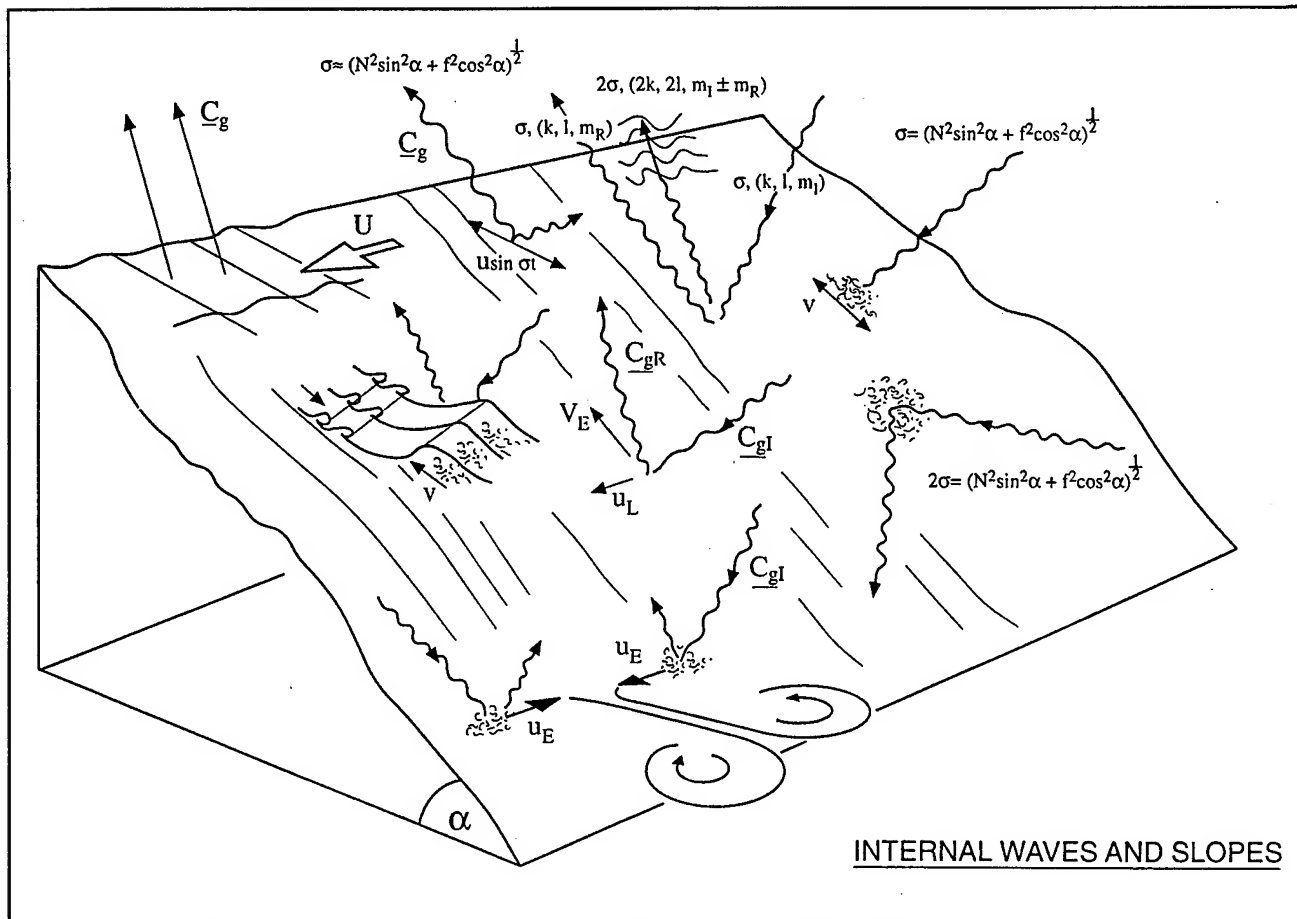 σ≈ (N²sin²α + f²cos²α)^½
2σ, (2k, 2l, m_I ± m_R)
C_g
σ, (k, l, m_R)
C_g
σ= (N²sin²α + f²cos²α)^½
σ, (k, l, m_I)
U
usin σt
v
C_gR
V_E
C_gI
2σ= (N²sin²α + f²cos²α)^½
v
u_L
C_gI
u_E
u_E
α
INTERNAL WAVES AND SLOPES